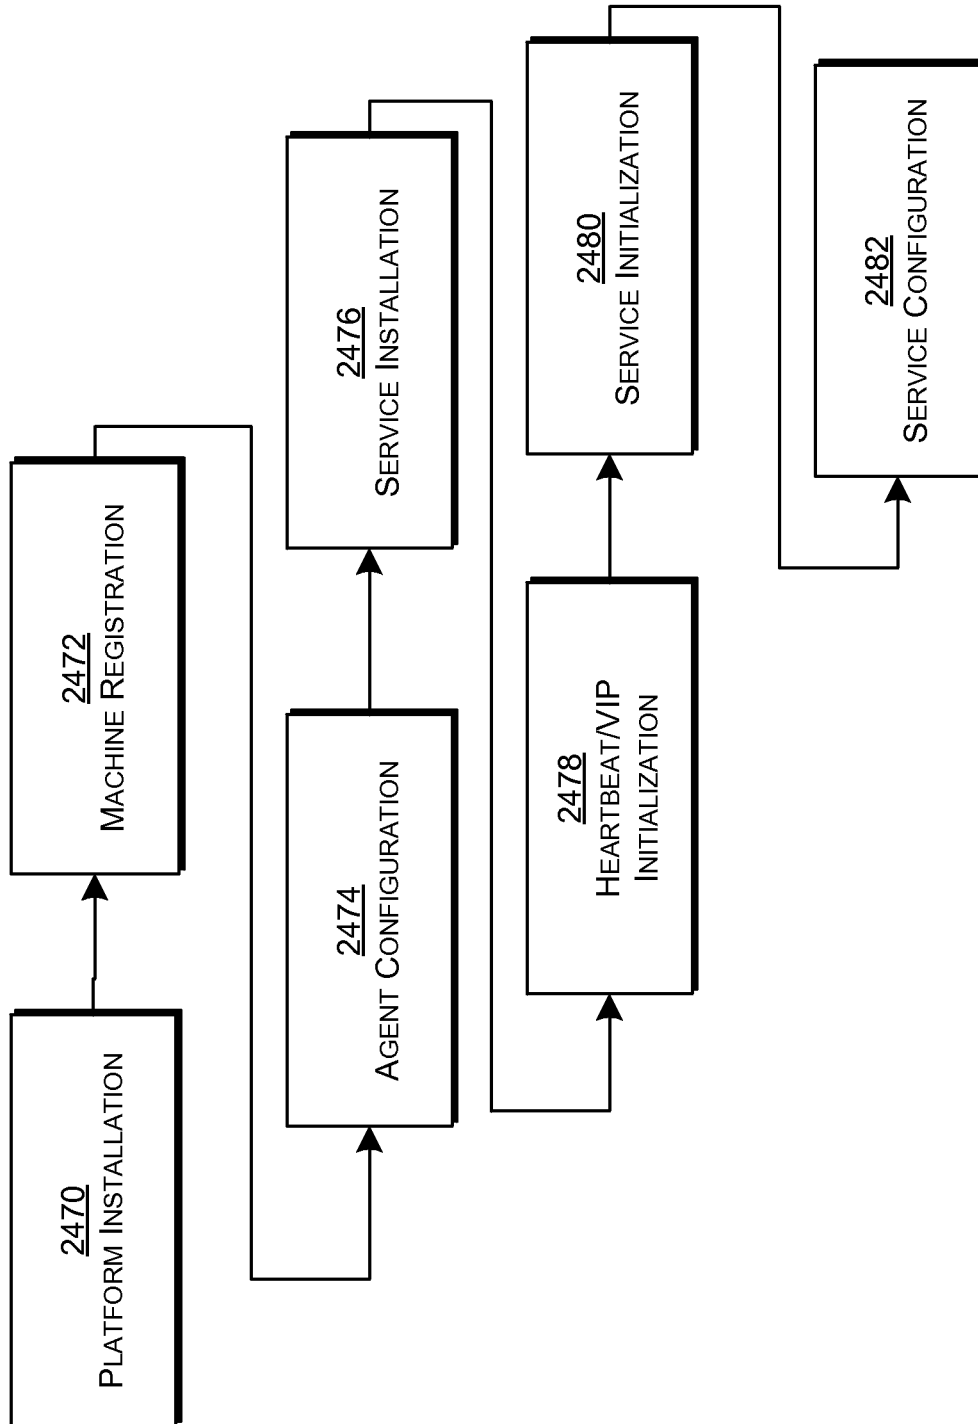 2470
PLATFORM INSTALLATION
2472
MACHINE REGISTRATION
2474
AGENT CONFIGURATION
2476
SERVICE INSTALLATION
2478
HEARTBEAT/VIP
INITIALIZATION
2480
SERVICE INITIALIZATION
2482
SERVICE CONFIGURATION